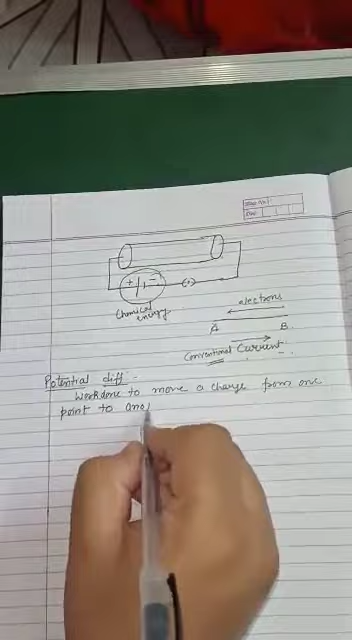 + -
Chemical
energy
electrons
A B
Conventional Current
Potential diff -
Workdone to move a charge from one
point to ano